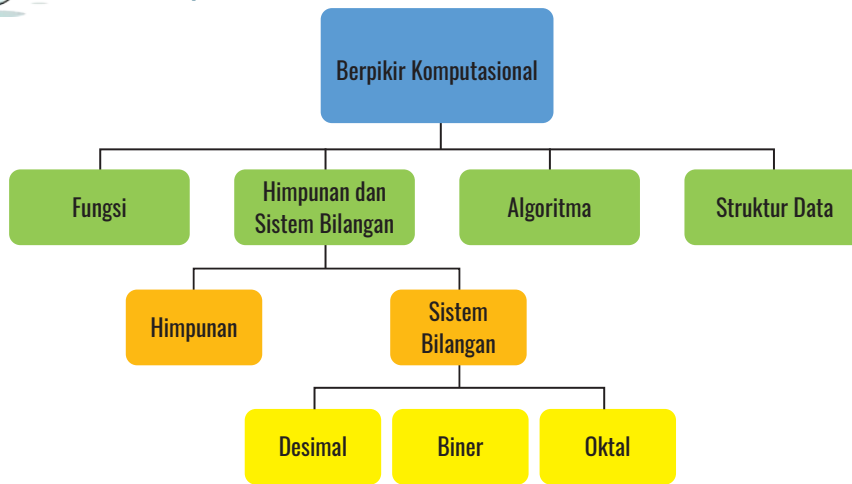 Berpikir Komputasional
Fungsi
Himpunan dan
Sistem Bilangan
Algoritma
Struktur Data
Himpunan
Sistem
Bilangan
Desimal
Biner
Oktal